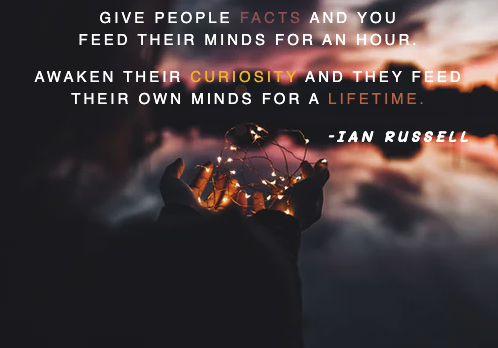 GIVE PEOPLE FACTS AND YOU
FEED THEIR MINDS FOR AN HOUR.
AWAKEN THEIR CURIOSITY AND THEY FEED
THEIR OWN MINDS FOR A LIFETIME.
-IAN RUSSELL